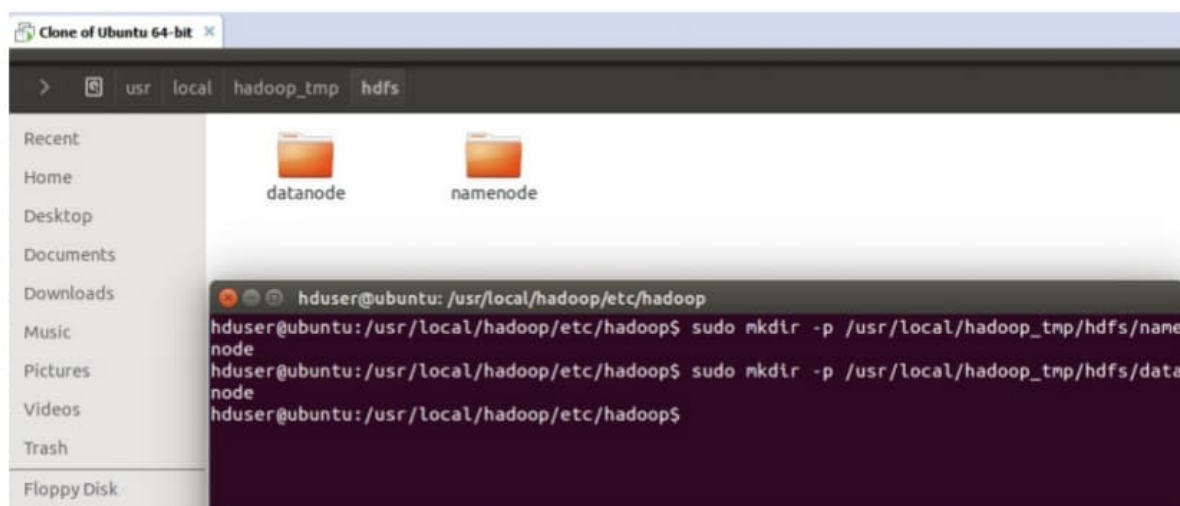 Clone of Ubuntu 64-bit ×
> usr local hadoop_tmp hdfs
Recent
Home
Desktop
Documents
Downloads
Music
Pictures
Videos
Trash
Floppy Disk
datanode namenode
hduser@ubuntu: /usr/local/hadoop/etc/hadoop
hduser@ubuntu:/usr/local/hadoop/etc/hadoop$ sudo mkdir -p /usr/local/hadoop_tmp/hdfs/name
node
hduser@ubuntu:/usr/local/hadoop/etc/hadoop$ sudo mkdir -p /usr/local/hadoop_tmp/hdfs/data
node
hduser@ubuntu:/usr/local/hadoop/etc/hadoop$